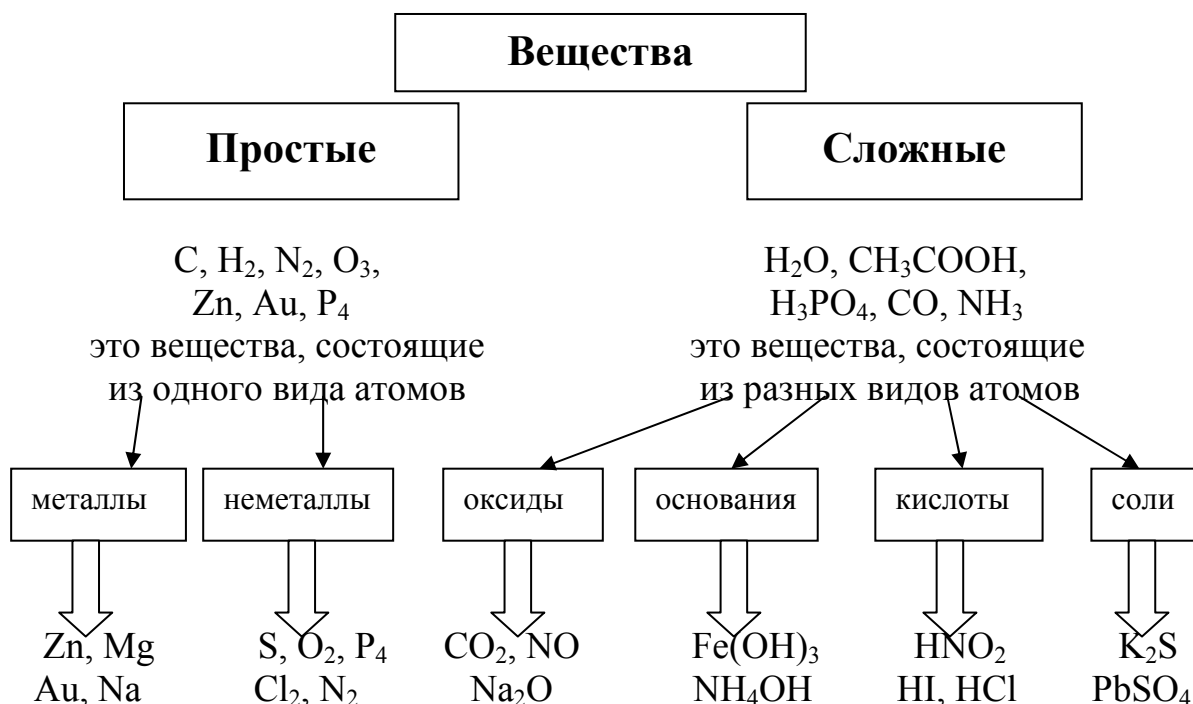 Вещества
Простые
Сложные
C, H₂, N₂, O₃,
Zn, Au, P₄
это вещества, состоящие
из одного вида атомов
H₂O, CH₃COOH,
H₃PO₄, CO, NH₃
это вещества, состоящие
из разных видов атомов
металлы
неметаллы
оксиды
основания
кислоты
соли
Zn, Mg
Au, Na
S, O₂, P₄
Cl₂, N₂
CO₂, NO
Na₂O
Fe(OH)₃
NH₄OH
HNO₂
HI, HCl
K₂S
PbSO₄